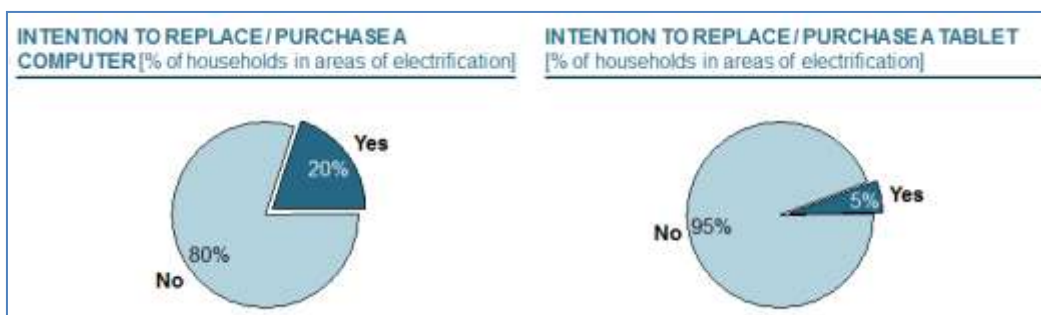 INTENTION TO REPLACE / PURCHASE A
COMPUTER [% of households in areas of electrification]
Yes
20%
80%
No
INTENTION TO REPLACE / PURCHASE A TABLET
[% of households in areas of electrification]
Yes
5%
No
95%